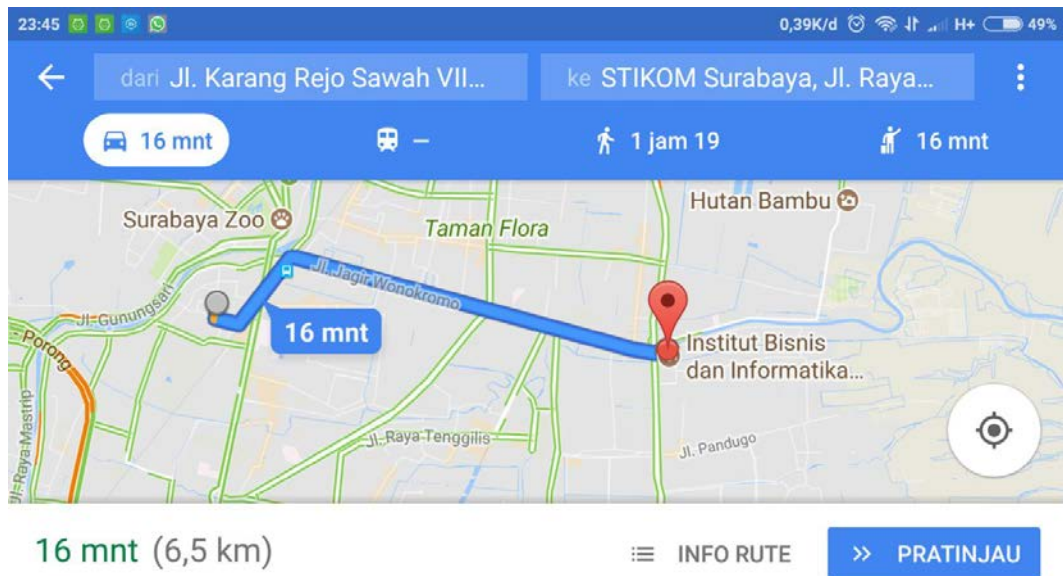 23:45
0,39K/d H+ 49%
dari Jl. Karang Rejo Sawah VII...
ke STIKOM Surabaya, Jl. Raya...
16 mnt
–
1 jam 19
16 mnt
Hutan Bambu
Surabaya Zoo
Taman Flora
Jl. Jagir Wonokromo
Jl. Gunungsari
16 mnt
Institut Bisnis
dan Informatika...
- Porong
Jl. Raya Mastrip
Jl. Raya Tenggilis
Jl. Pandugo
16 mnt (6,5 km)
INFO RUTE
PRATINJAU